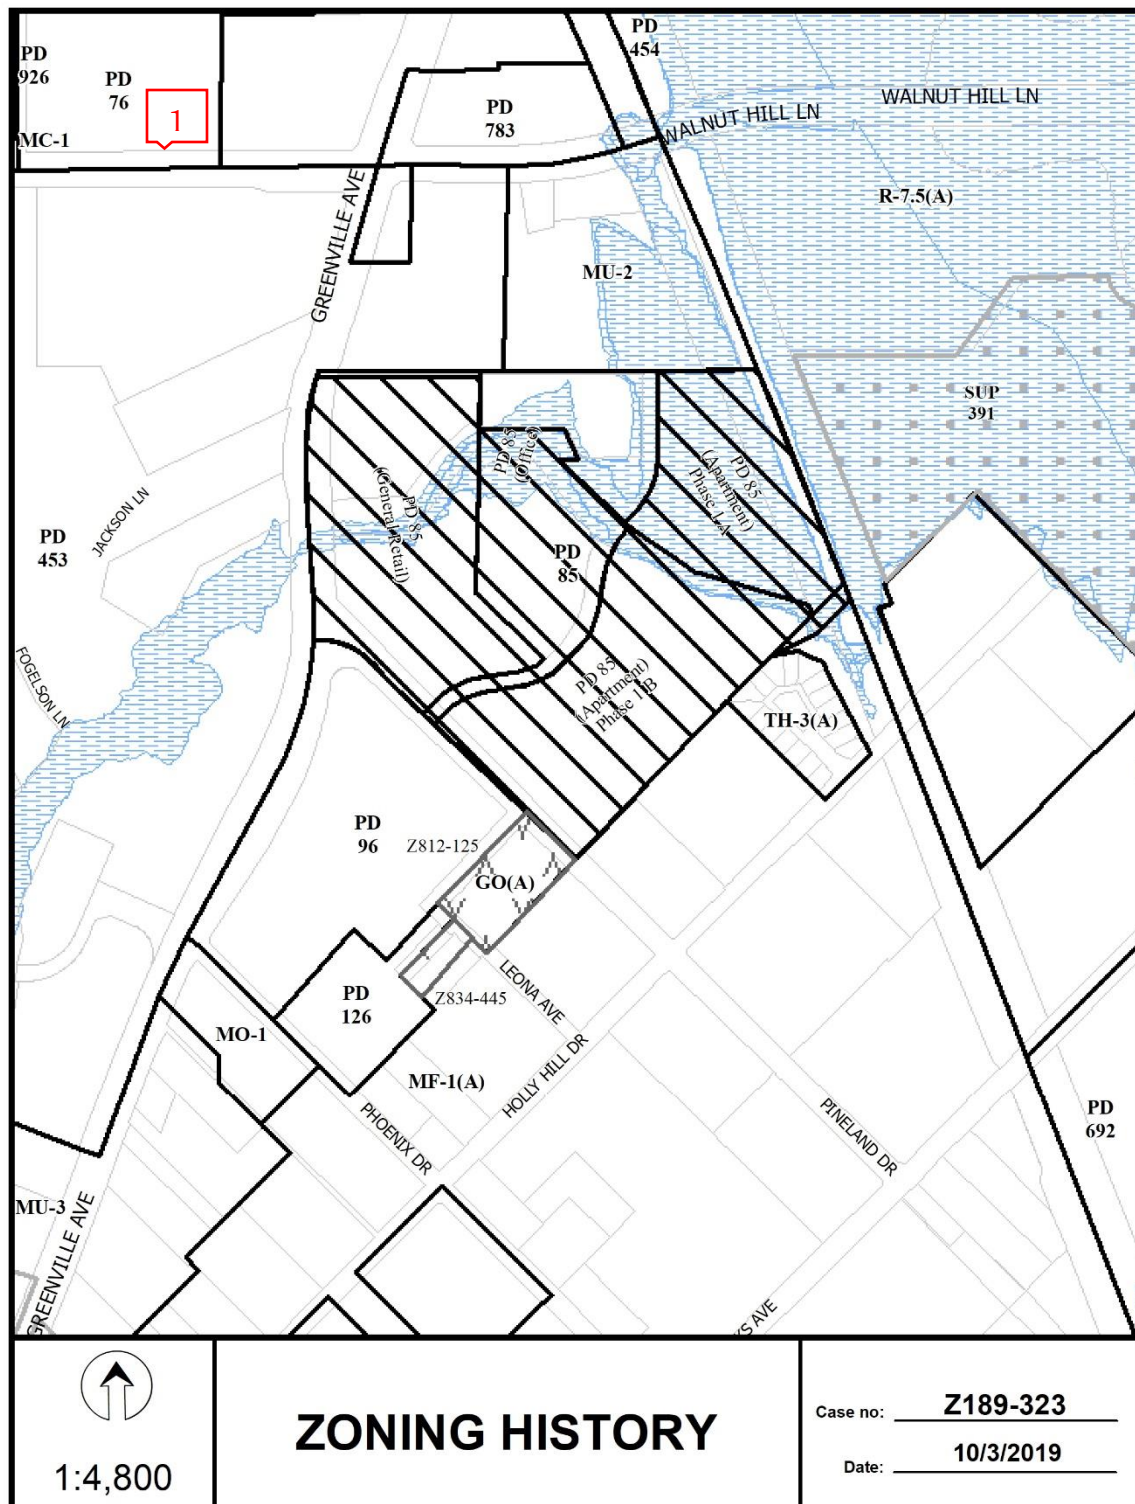 PD
926
PD
76
1
MC-1
PD
454
PD
783
WALNUT HILL LN
WALNUT HILL LN
R-7.5(A)
GREENVILLE AVE
MU-2
SUP
391
PD 85
(General Retail)
PD 85
(Office)
PD 85
(Apartment)
PD
85
JACKSON LN
PD
453
PD 85
(Apartment)
FOGELSON LN
TH-3(A)
PD
96
Z812-125
GO(A)
LEONA AVE
Z834-445
PD
126
MO-1
MF-1(A)
HOLLY HILL DR
PHOENIX DR
PINELAND DR
PD
692
MU-3
GREENVILLE AVE
KS AVE
1:4,800
ZONING HISTORY
Case no: Z189-323
Date: 10/3/2019